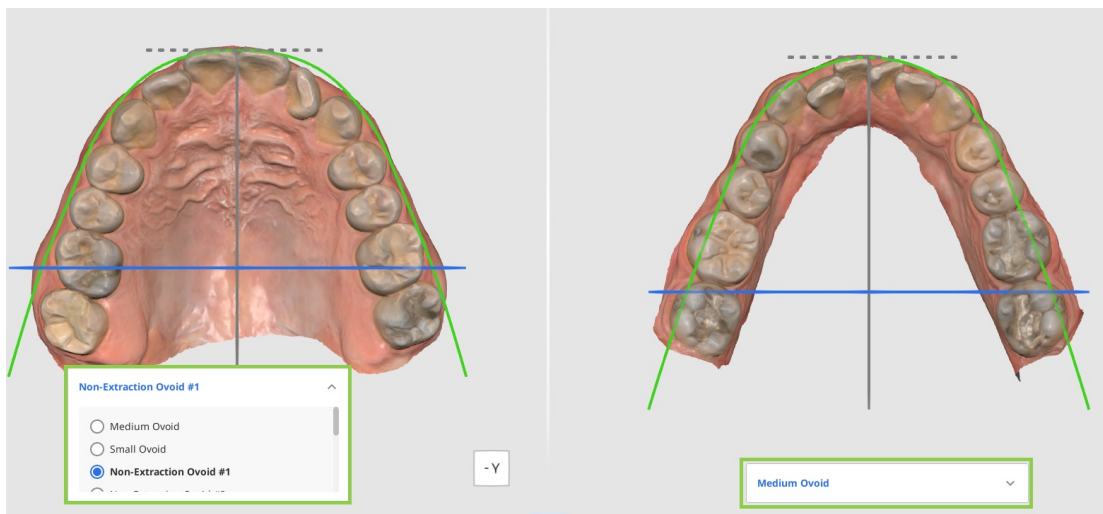 Non-Extraction Ovoid #1
Medium Ovoid
Small Ovoid
Non-Extraction Ovoid #1
- Y
Medium Ovoid